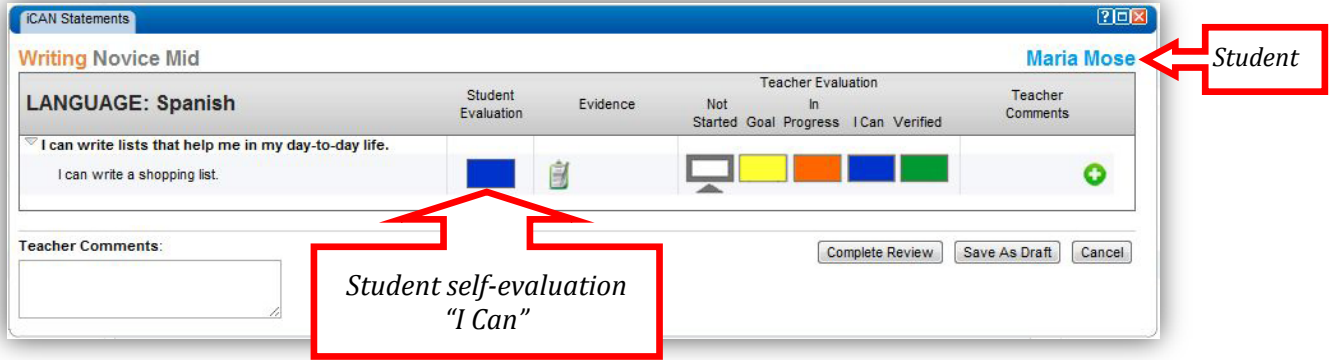 iCAN Statements
Writing Novice Mid
Maria Mose
Student
LANGUAGE: Spanish
Student Evaluation
Evidence
Teacher Evaluation
Not Started
Goal
In Progress
I Can
Verified
Teacher Comments
I can write lists that help me in my day-to-day life.
I can write a shopping list.
Teacher Comments:
Complete Review
Save As Draft
Cancel
Student self-evaluation
“I Can”